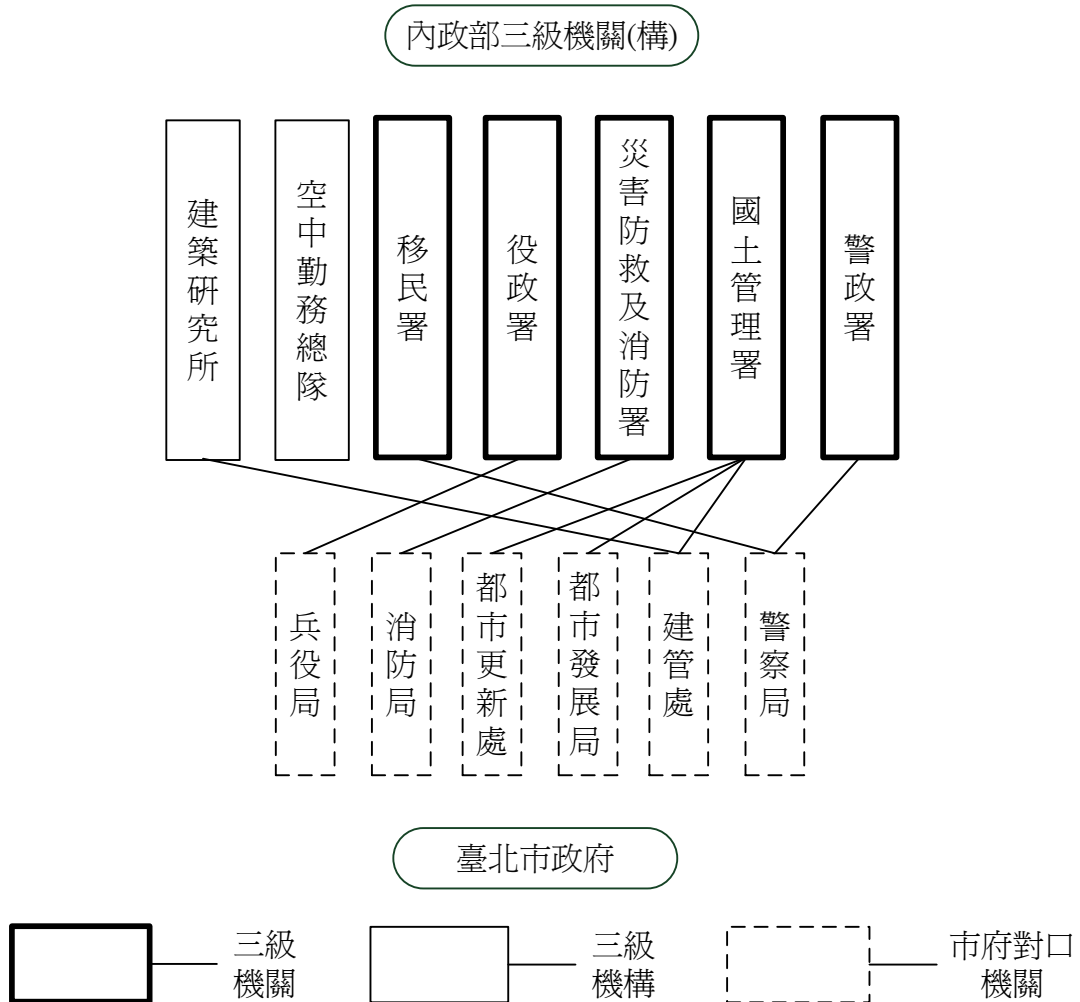 內政部三級機關(構)
建築研究所
空中勤務總隊
移民署
役政署
災害防救及消防署
國土管理署
警政署
兵役局
消防局
都市更新處
都市發展局
建管處
警察局
臺北市政府
三級
機關
三級
機構
市府對口
機關